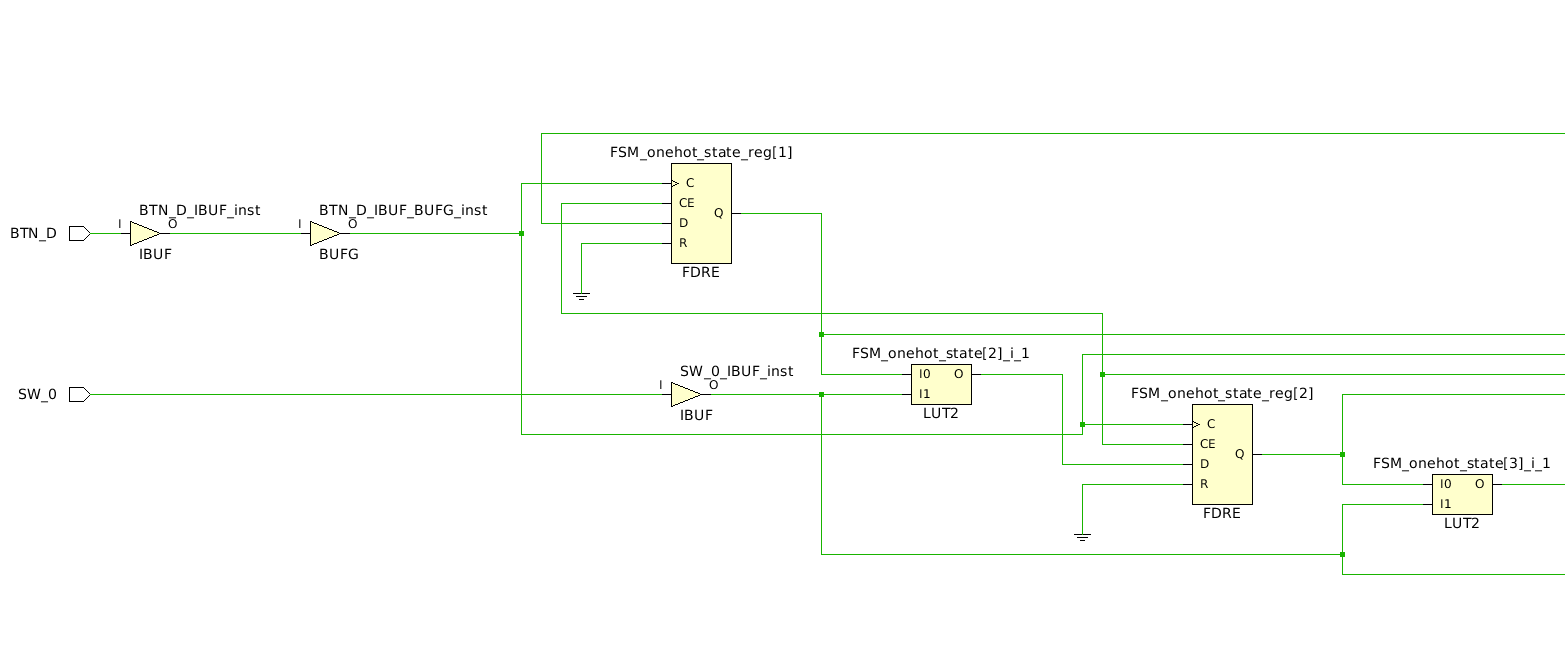 FSM_onehot_state_reg[1]
C
CE
D
R
Q
FDRE
BTN_D
I
BTN_D_IBUF_inst
O
IBUF
I
BTN_D_IBUF_BUFG_inst
O
BUFG
SW_0
I
SW_0_IBUF_inst
O
IBUF
FSM_onehot_state[2]_i_1
I0
O
I1
LUT2
FSM_onehot_state_reg[2]
C
CE
D
R
Q
FDRE
FSM_onehot_state[3]_i_1
I0
O
I1
LUT2